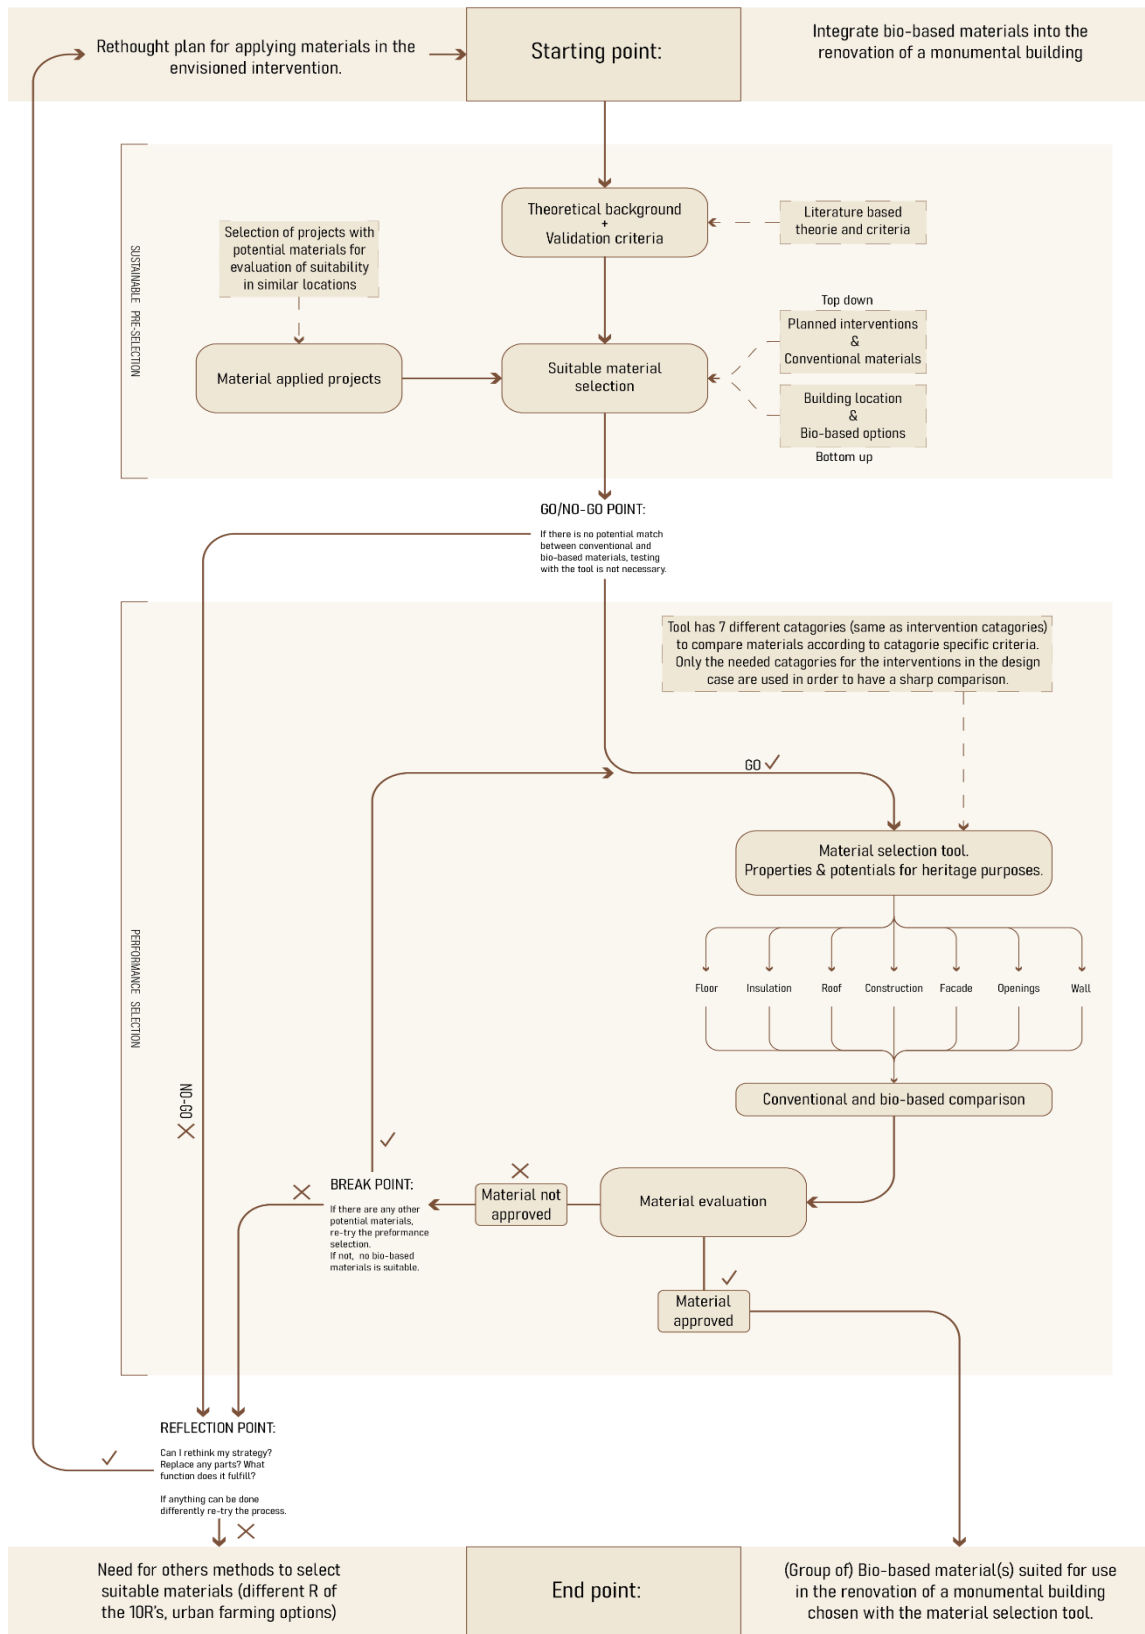 Rethought plan for applying materials in the
envisioned intervention.
Starting point:
Integrate bio-based materials into the
renovation of a monumental building
SUSTAINABLE PRE-SELECTION
Theoretical background
+
Validation criteria
Literature based
theorie and criteria
Selection of projects with
potential materials for
evaluation of suitability
in similar locations
Top down
Planned interventions
&
Conventional materials
Material applied projects
Suitable material
selection
Building location
&
Bio-based options
Bottom up
GO/NO-GO POINT:
If there is no potential match
between conventional and
bio-based materials, testing
with the tool is not necessary.
PERFORMANCE SELECTION
Tool has 7 different catagories (same as intervention catagories)
to compare materials according to catagorie specific criteria.
Only the needed catagories for the interventions in the design
case are used in order to have a sharp comparison.
GO
Material selection tool.
Properties & potentials for heritage purposes.
Floor
Insulation
Roof
Construction
Facade
Openings
Wall
Conventional and bio-based comparison
NO-GO
BREAK POINT:
If there are any other
potential materials,
re-try the preformance
selection.
If not, no bio-based
materials is suitable.
Material not
approved
Material evaluation
Material
approved
REFLECTION POINT:
Can I rethink my strategy?
Replace any parts? What
function does it fulfill?
If anything can be done
differently re-try the process.
Need for others methods to select
suitable materials (different R of
the 10R's, urban farming options)
End point:
(Group of) Bio-based material(s) suited for use
in the renovation of a monumental building
chosen with the material selection tool.